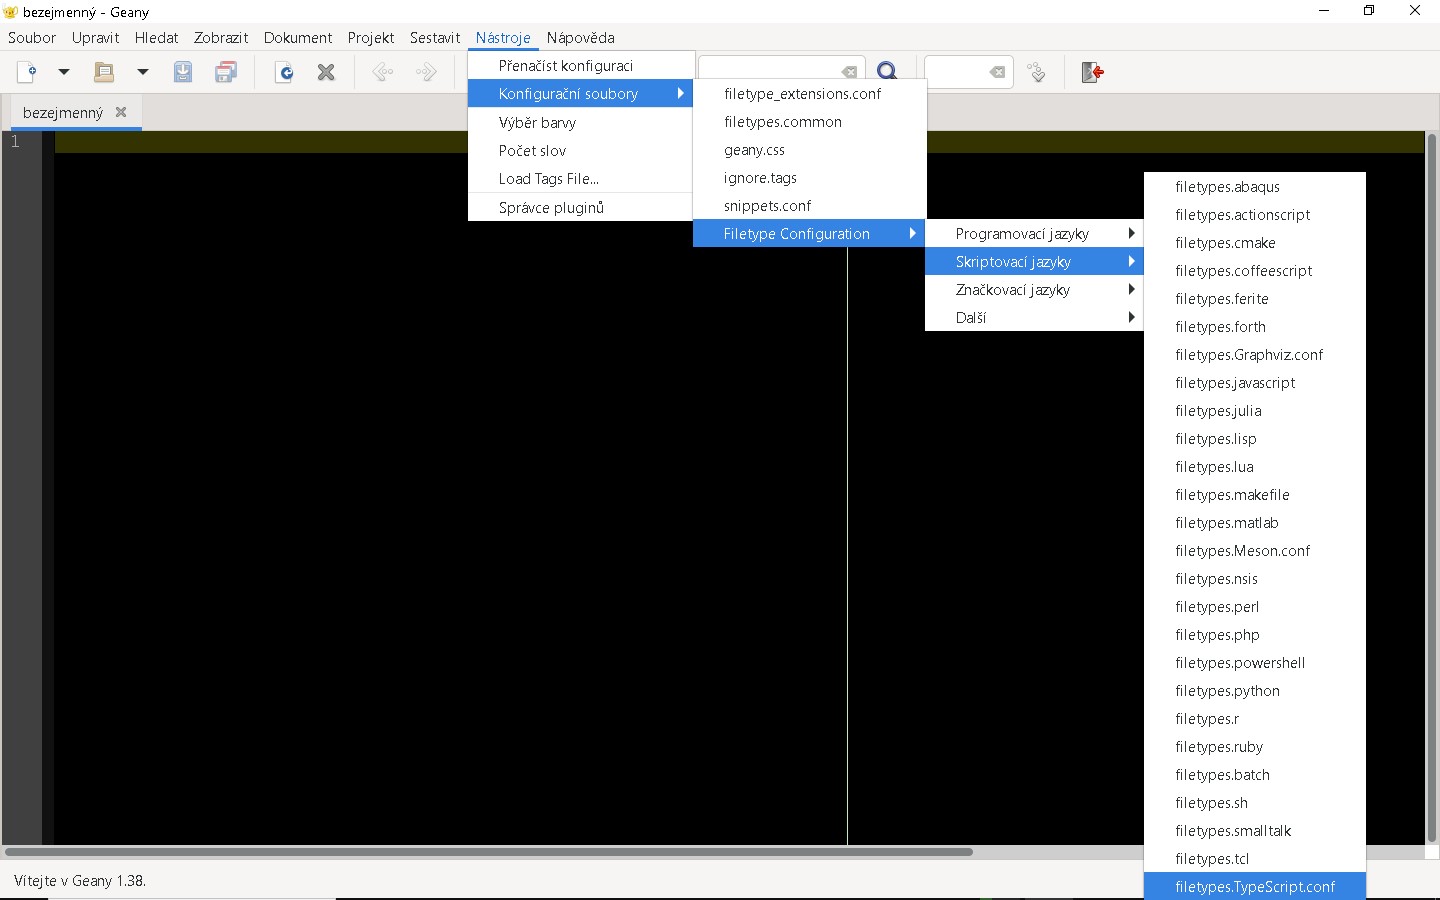 bezejmenný - Geany
Soubor Upravit Hledat Zobrazit Dokument Projekt Sestavit Nástroje Nápověda
bezejmenný
1
Přenačíst konfiguraci
Konfigurační soubory
Výběr barvy
Počet slov
Load Tags File...
Správce pluginů
filetype_extensions.conf
filetypes.common
geany.css
ignore.tags
snippets.conf
Filetype Configuration
Programovací jazyky
Skriptovací jazyky
Značkovací jazyky
Další
filetypes.abaqus
filetypes.actionscript
filetypes.cmake
filetypes.coffeescript
filetypes.ferite
filetypes.forth
filetypes.Graphviz.conf
filetypes.javascript
filetypes.julia
filetypes.lisp
filetypes.lua
filetypes.makefile
filetypes.matlab
filetypes.Meson.conf
filetypes.nsis
filetypes.perl
filetypes.php
filetypes.powershell
filetypes.python
filetypes.r
filetypes.ruby
filetypes.batch
filetypes.sh
filetypes.smalltalk
filetypes.tcl
filetypes.TypeScript.conf
Vítejte v Geany 1.38.